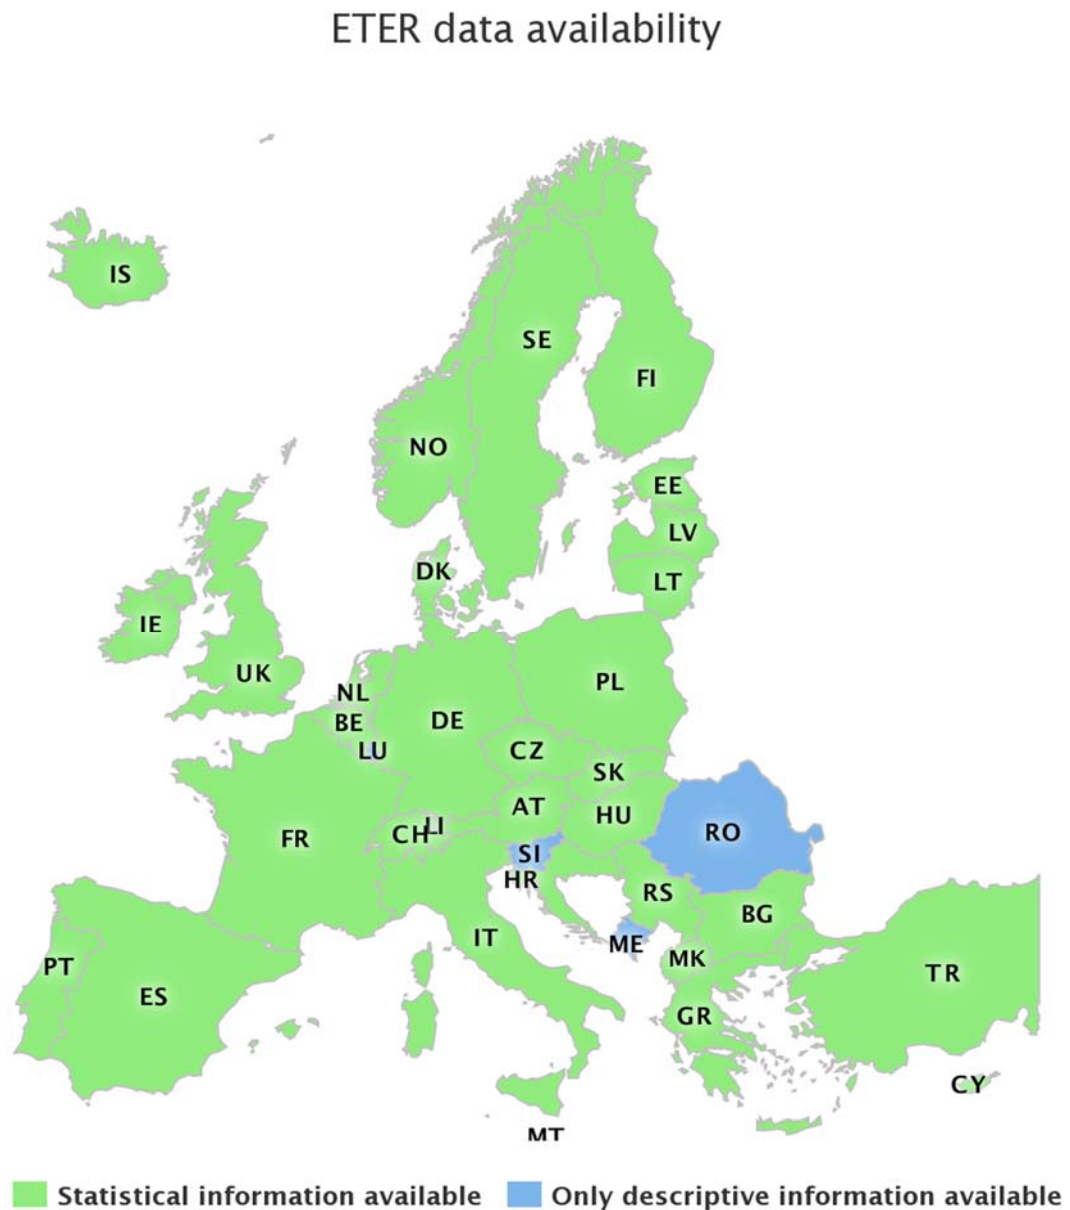 ETER data availability
IS
SE
FI
NO
EE
LV
DK
LT
IE
UK
PL
NL
DE
BE
LU
CZ
SK
AT
HU
LI
CH
FR
RO
SI
HR
RS
BG
IT
ME
MK
PT
TR
ES
GR
CY
MT
Statistical information available
Only descriptive information available